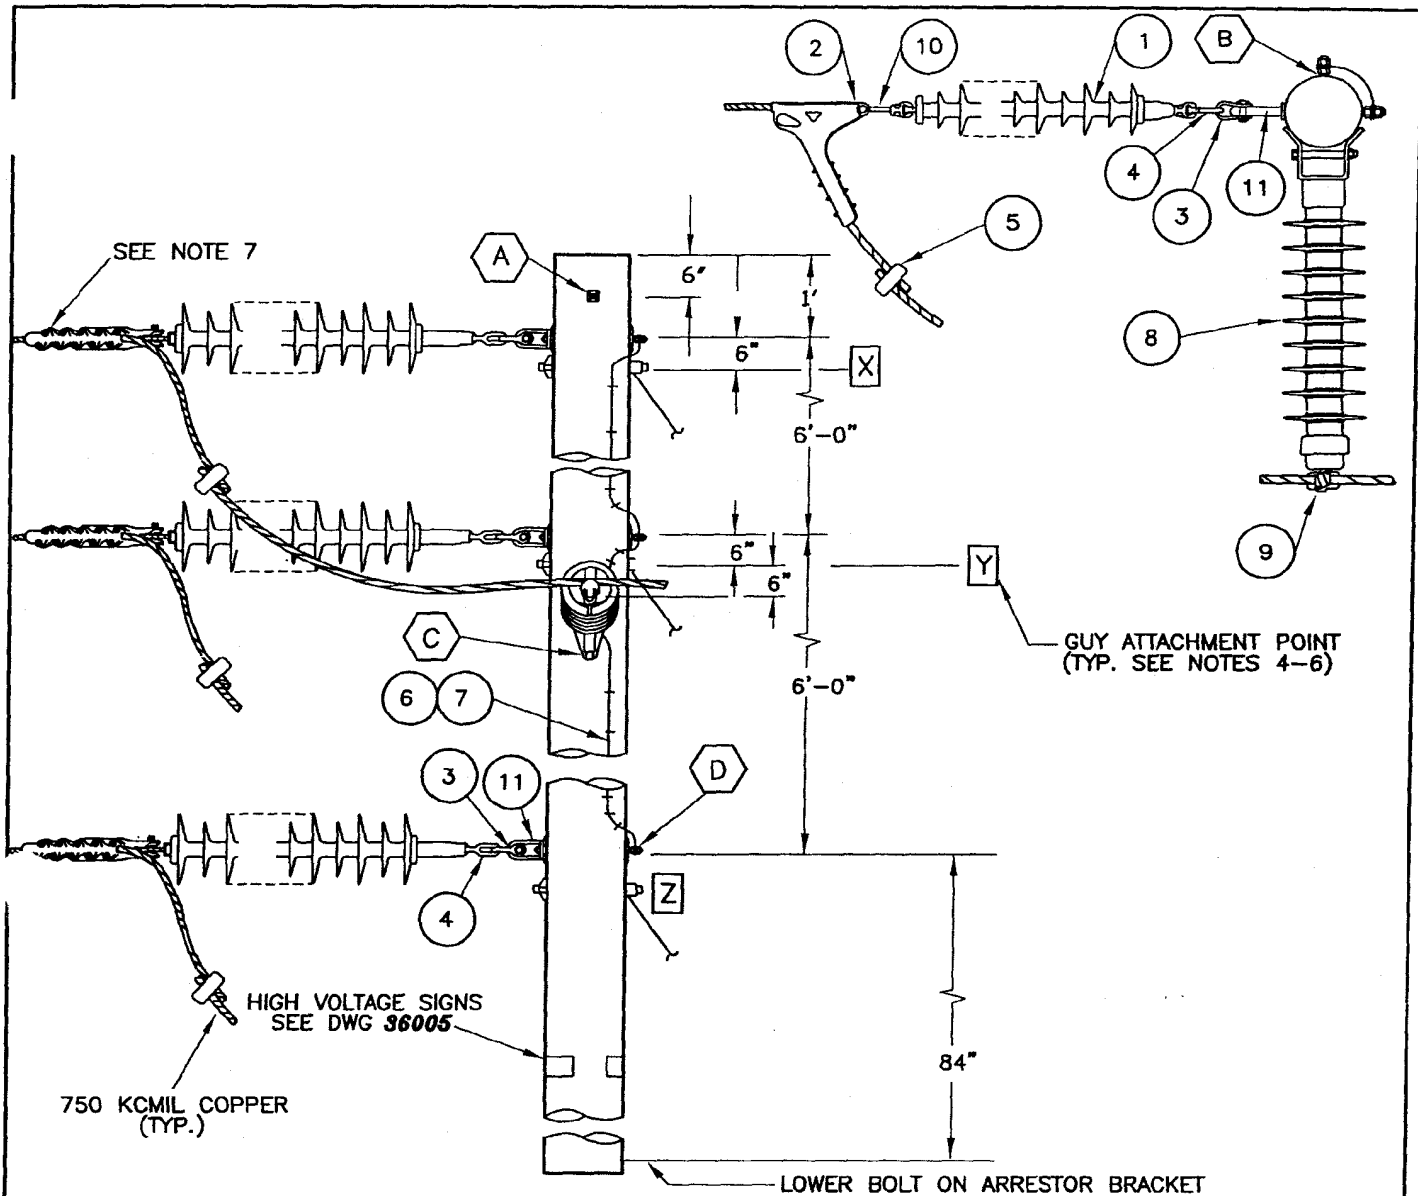 2
10
1
B
4
3
11
5
SEE NOTE 7
A
6"
1'
6"
X
8
6'-0"
9
6"
6"
Y
C
GUY ATTACHMENT POINT
(TYP. SEE NOTES 4-6)
6
7
6'-0"
3
11
D
4
Z
HIGH VOLTAGE SIGNS
SEE DWG 36005
84"
750 KCMIL COPPER
(TYP.)
LOWER BOLT ON ARRESTOR BRACKET